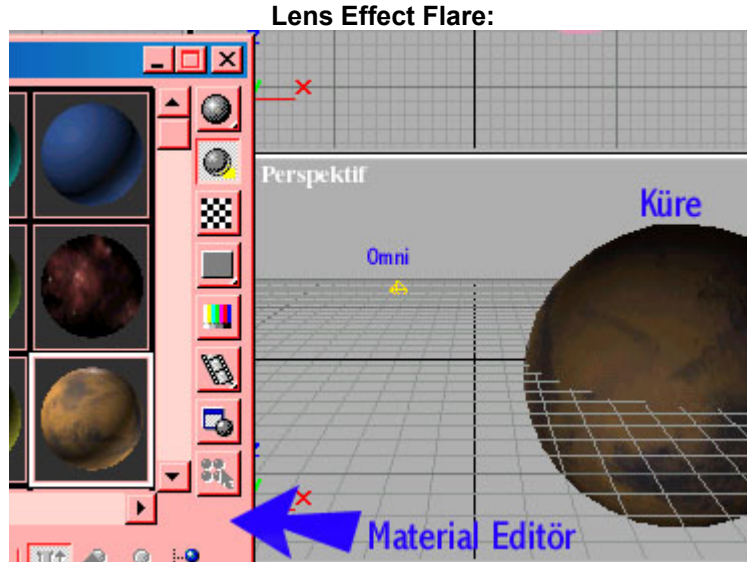 Lens Effect Flare:
X
Perspektif
Küre
Omni
X
Material Editör